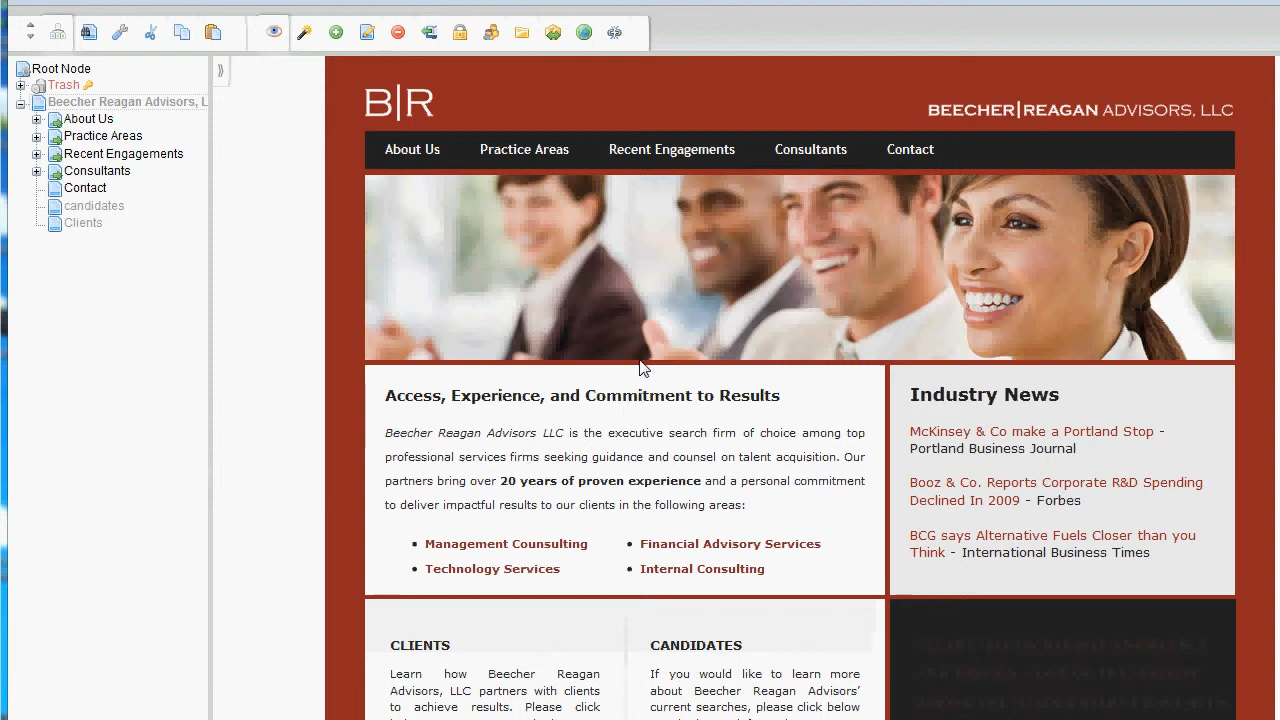 Root Node
Trash
Beecher Reagan Advisors, L
About Us
Practice Areas
Recent Engagements
Consultants
Contact
candidates
Clients
B|R
BEECHER|REAGAN ADVISORS, LLC
About Us Practice Areas Recent Engagements Consultants Contact
Access, Experience, and Commitment to Results
Beecher Reagan Advisors LLC is the executive search firm of choice among top
professional services firms seeking guidance and counsel on talent acquisition. Our
partners bring over 20 years of proven experience and a personal commitment
to deliver impactful results to our clients in the following areas:
Management Counsulting
Financial Advisory Services
Technology Services
Internal Consulting
Industry News
McKinsey & Co make a Portland Stop -
Portland Business Journal
Booz & Co. Reports Corporate R&D Spending
Declined In 2009 - Forbes
BCG says Alternative Fuels Closer than you
Think - International Business Times
CLIENTS
Learn how Beecher Reagan
Advisors, LLC partners with clients
to achieve results. Please click
CANDIDATES
If you would like to learn more
about Beecher Reagan Advisors'
current searches, please click below